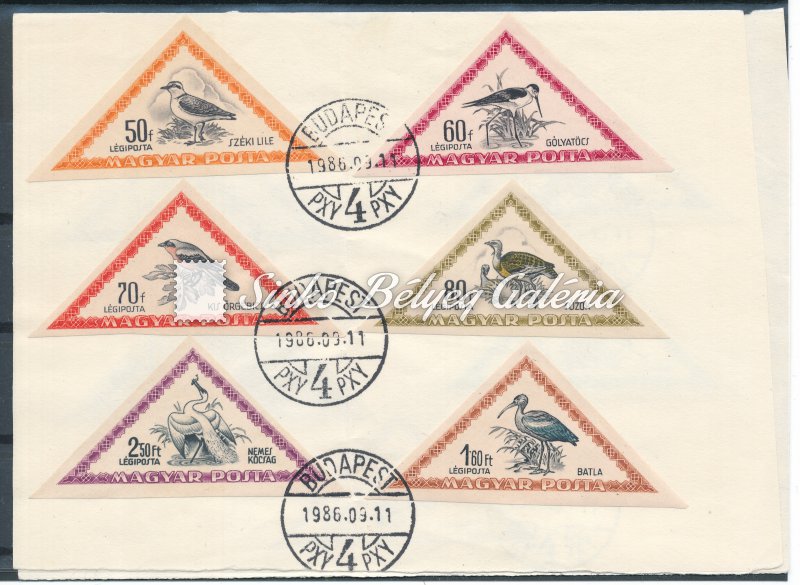 50f
SZÉKI LILE
LÉGIPOSTA
MAGYAR POSTA
60f
LÉGIPOSTA
GÓLYATÖCS
MAGYAR POSTA
BUDAPEST
1986.09.11
PXY 4 PXY
70f
LÉGIPOSTA
MAGYAR POSTA
80
MAGYAR POSTA
Sinkó Bélyeg Galéria
BUDAPEST
1986.09.11
PXY 4 PXY
2.50 Ft
LÉGIPOSTA
NEMES
KÓCSAG
MAGYAR POSTA
1.60 Ft
LÉGIPOSTA
BATLA
MAGYAR POSTA
BUDAPEST
1986.09.11
PXY 4 PXY